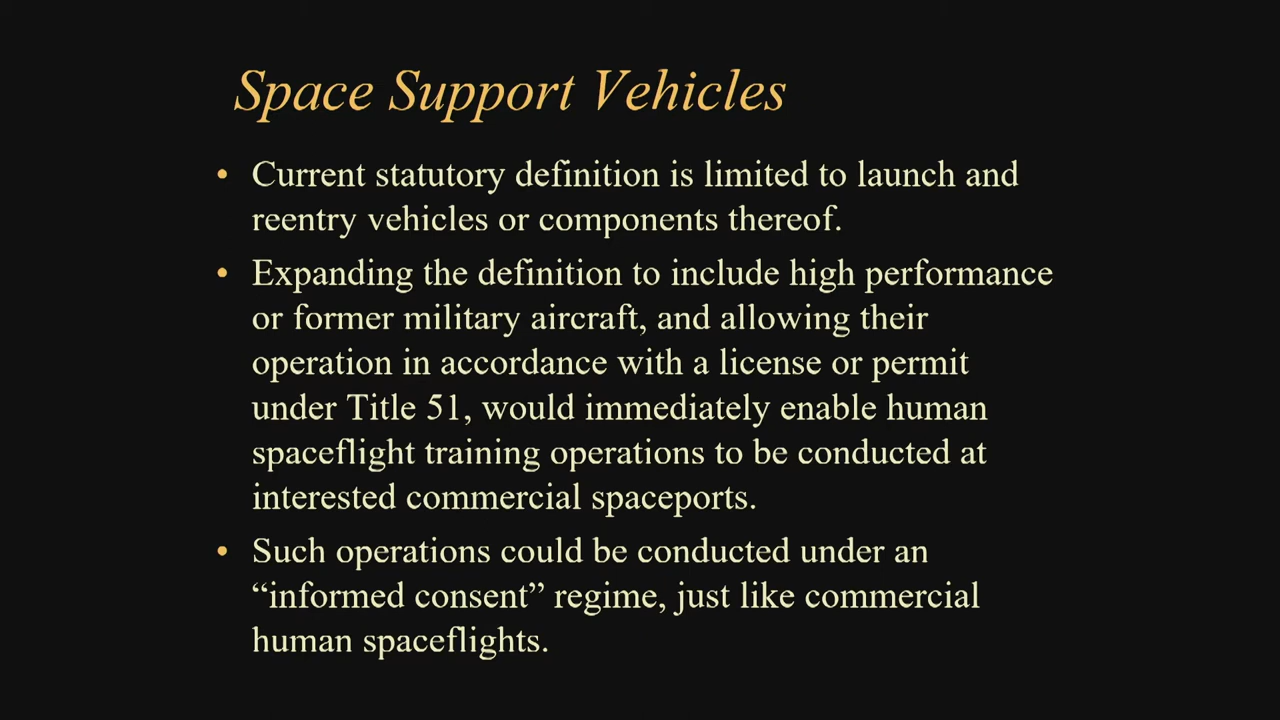 Space Support Vehicles
• Current statutory definition is limited to launch and
reentry vehicles or components thereof.
• Expanding the definition to include high performance
or former military aircraft, and allowing their
operation in accordance with a license or permit
under Title 51, would immediately enable human
spaceflight training operations to be conducted at
interested commercial spaceports.
• Such operations could be conducted under an
“informed consent” regime, just like commercial
human spaceflights.